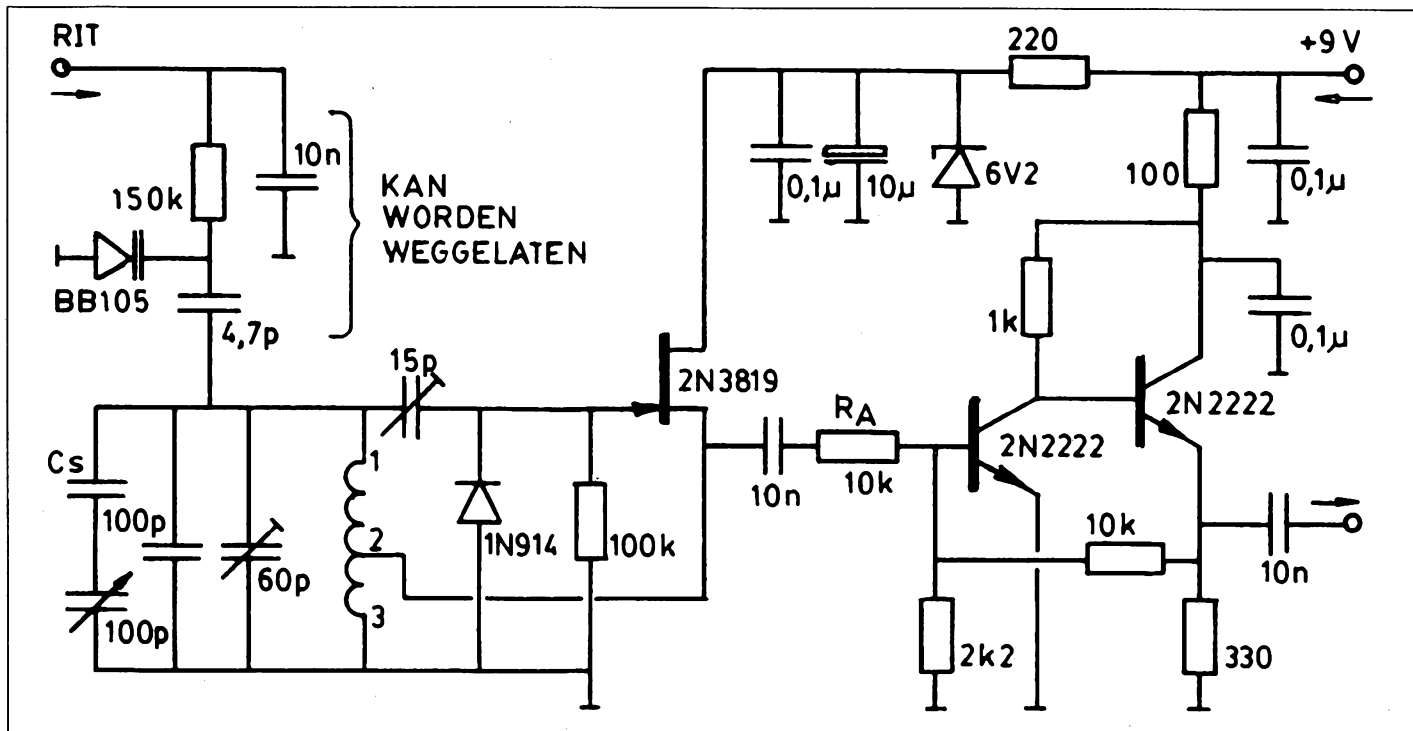 RIT
220
+9 V
10n
150k
KAN
WORDEN
WEGGELATEN
0,1µ
10µ
6V2
100
0,1µ
BB105
4,7p
1k
0,1µ
15p
2N3819
2N2222
Cs
1
RA
2N2222
100p
10n
10k
2
1N914
100k
10k
60p
10n
100p
3
2k2
330